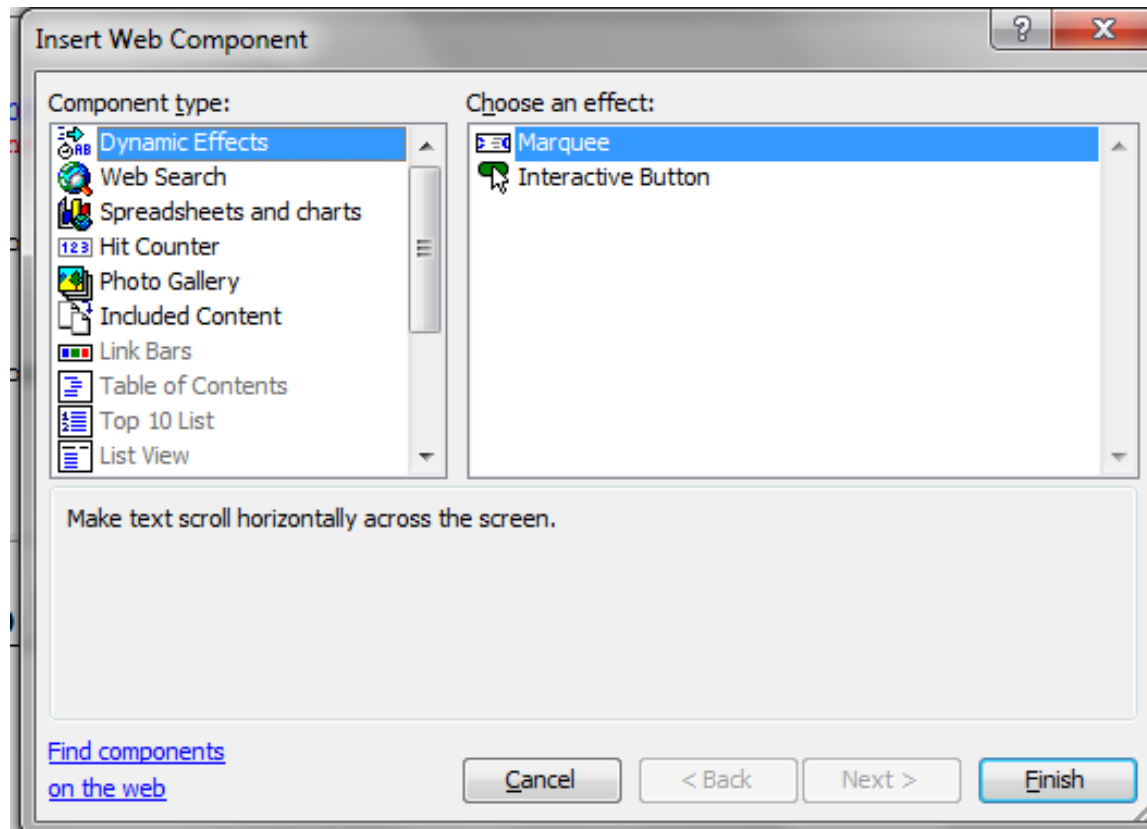 Insert Web Component
Component type:
Choose an effect:
Dynamic Effects
Web Search
Spreadsheets and charts
123 Hit Counter
Photo Gallery
Included Content
Link Bars
Table of Contents
Top 10 List
List View
Marquee
Interactive Button
Make text scroll horizontally across the screen.
Find components
on the web
Cancel
< Back
Next >
Finish